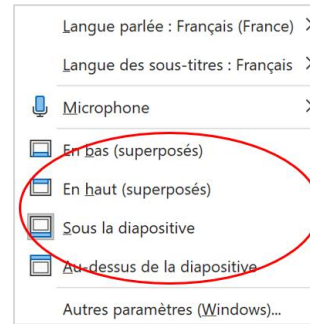 Langue parlée : Français (France)
Langue des sous-titres : Français
Microphone
En bas (superposés)
En haut (superposés)
Sous la diapositive
Au-dessus de la diapositive
Autres paramètres (Windows)...